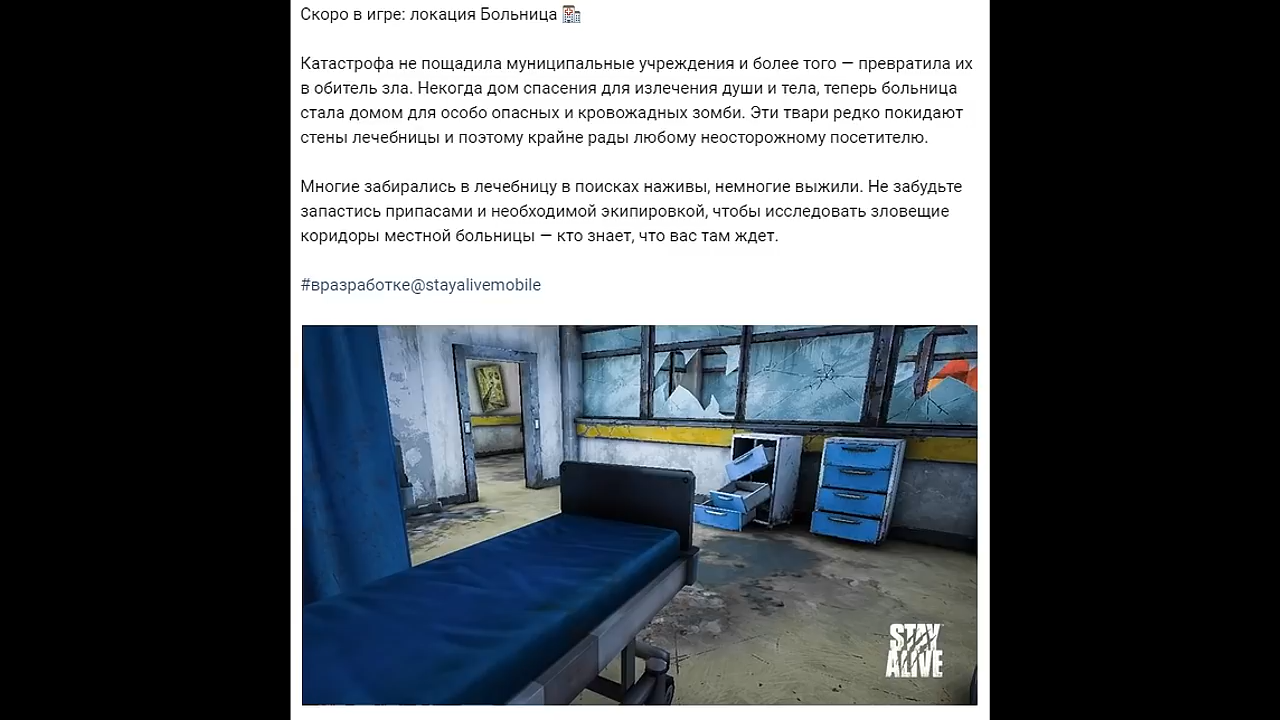 Скоро в игре: локация Больница 🏥
Катастрофа не пощадила муниципальные учреждения и более того — превратила их
в обитель зла. Некогда дом спасения для излечения души и тела, теперь больница
стала домом для особо опасных и кровожадных зомби. Эти твари редко покидают
стены лечебницы и поэтому крайне рады любому неосторожному посетителю.
Многие забирались в лечебницу в поисках наживы, немногие выжили. Не забудьте
запастись припасами и необходимой экипировкой, чтобы исследовать зловещие
коридоры местной больницы — кто знает, что вас там ждет.
#вразработке@stayalivemobile
STAY
ALIVE